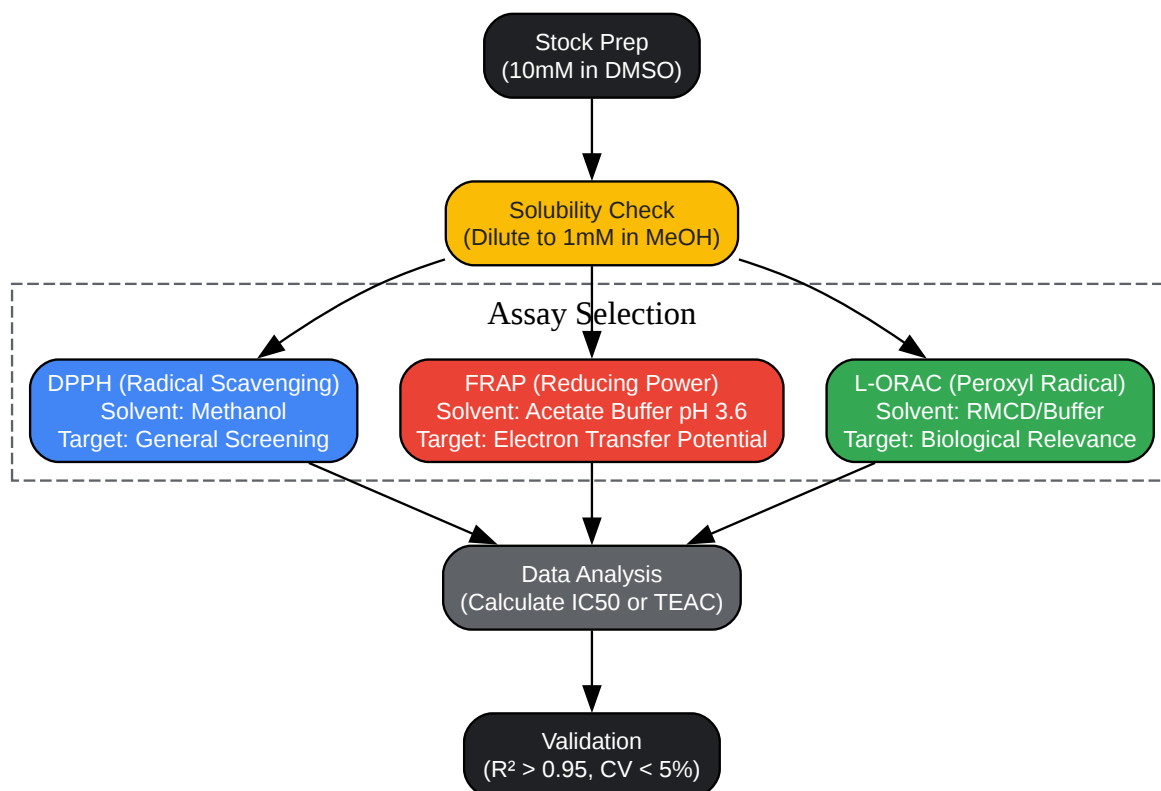 Stock Prep
(10mM in DMSO)
Solubility Check
(Dilute to 1mM in MeOH)
Assay Selection
DPPH (Radical Scavenging)
Solvent: Methanol
Target: General Screening
FRAP (Reducing Power)
Solvent: Acetate Buffer pH 3.6
Target: Electron Transfer Potential
L-ORAC (Peroxyl Radical)
Solvent: RMCD/Buffer
Target: Biological Relevance
Data Analysis
(Calculate IC50 or TEAC)
Validation
(R² > 0.95, CV < 5%)